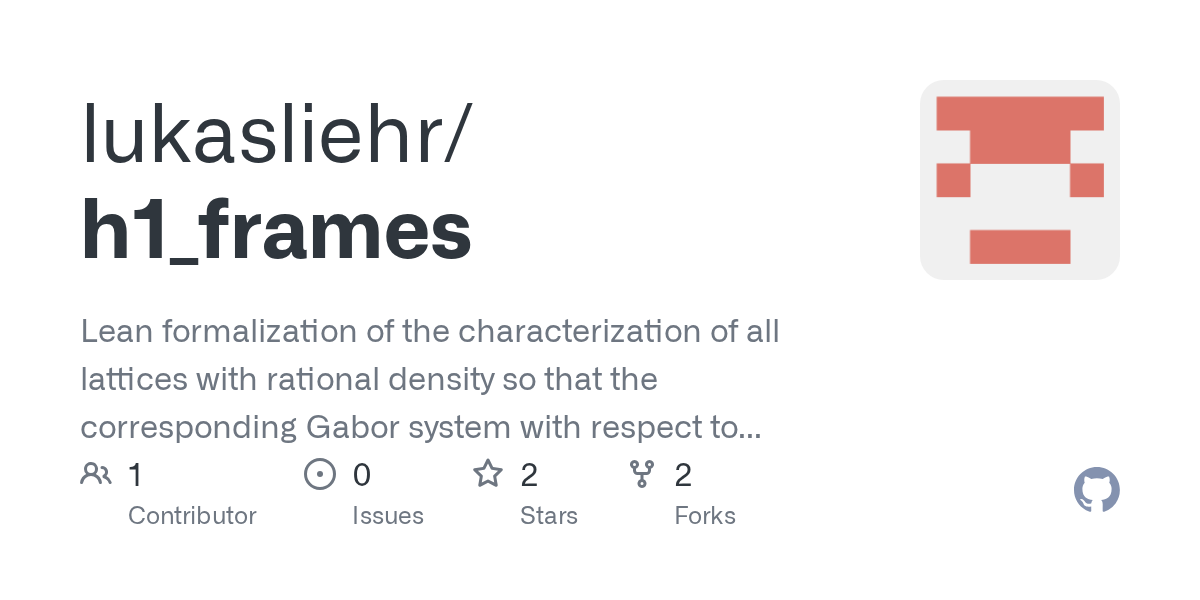 lukasliehr/
h1_frames
Lean formalization of the characterization of all
lattices with rational density so that the
corresponding Gabor system with respect to...
1 0 2 2
Contributor Issues Stars Forks